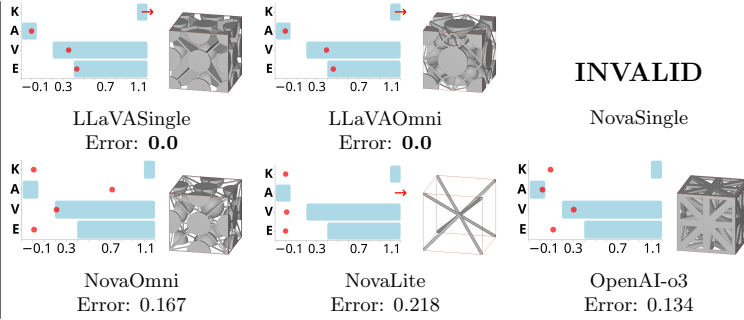 K
A
V
E
−0.1 0.3 0.7 1.1
LLaVASingle
Error: 0.0
K
A
V
E
−0.1 0.3 0.7 1.1
LLaVAOmni
Error: 0.0
INVALID
NovaSingle
K
A
V
E
−0.1 0.3 0.7 1.1
NovaOmni
Error: 0.167
K
A
V
E
−0.1 0.3 0.7 1.1
NovaLite
Error: 0.218
K
A
V
E
−0.1 0.3 0.7 1.1
OpenAI-o3
Error: 0.134